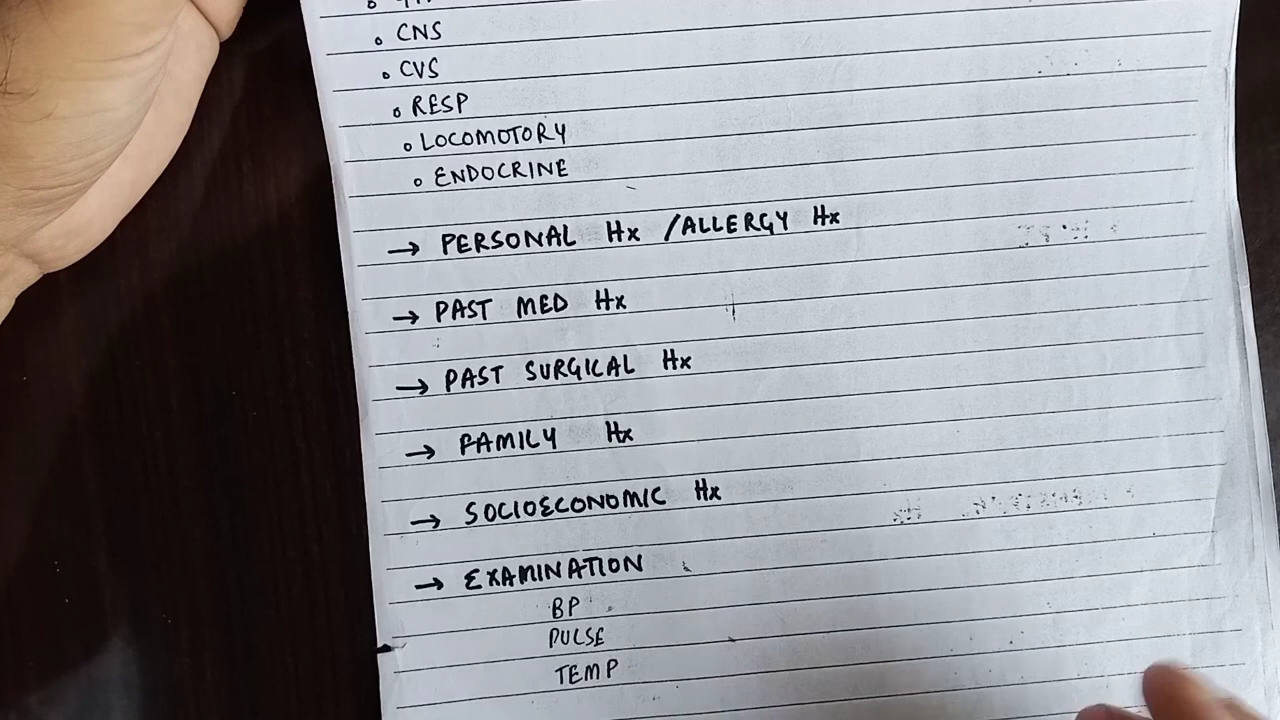 ◦ CNS
◦ CVS
◦ RESP
◦ LOCOMOTORY
◦ ENDOCRINE
→ PERSONAL Hx /ALLERGY Hx
→ PAST MED Hx
→ PAST SURGICAL Hx
→ FAMILY Hx
→ SOCIOECONOMIC Hx
→ EXAMINATION
BP
PULSE
TEMP